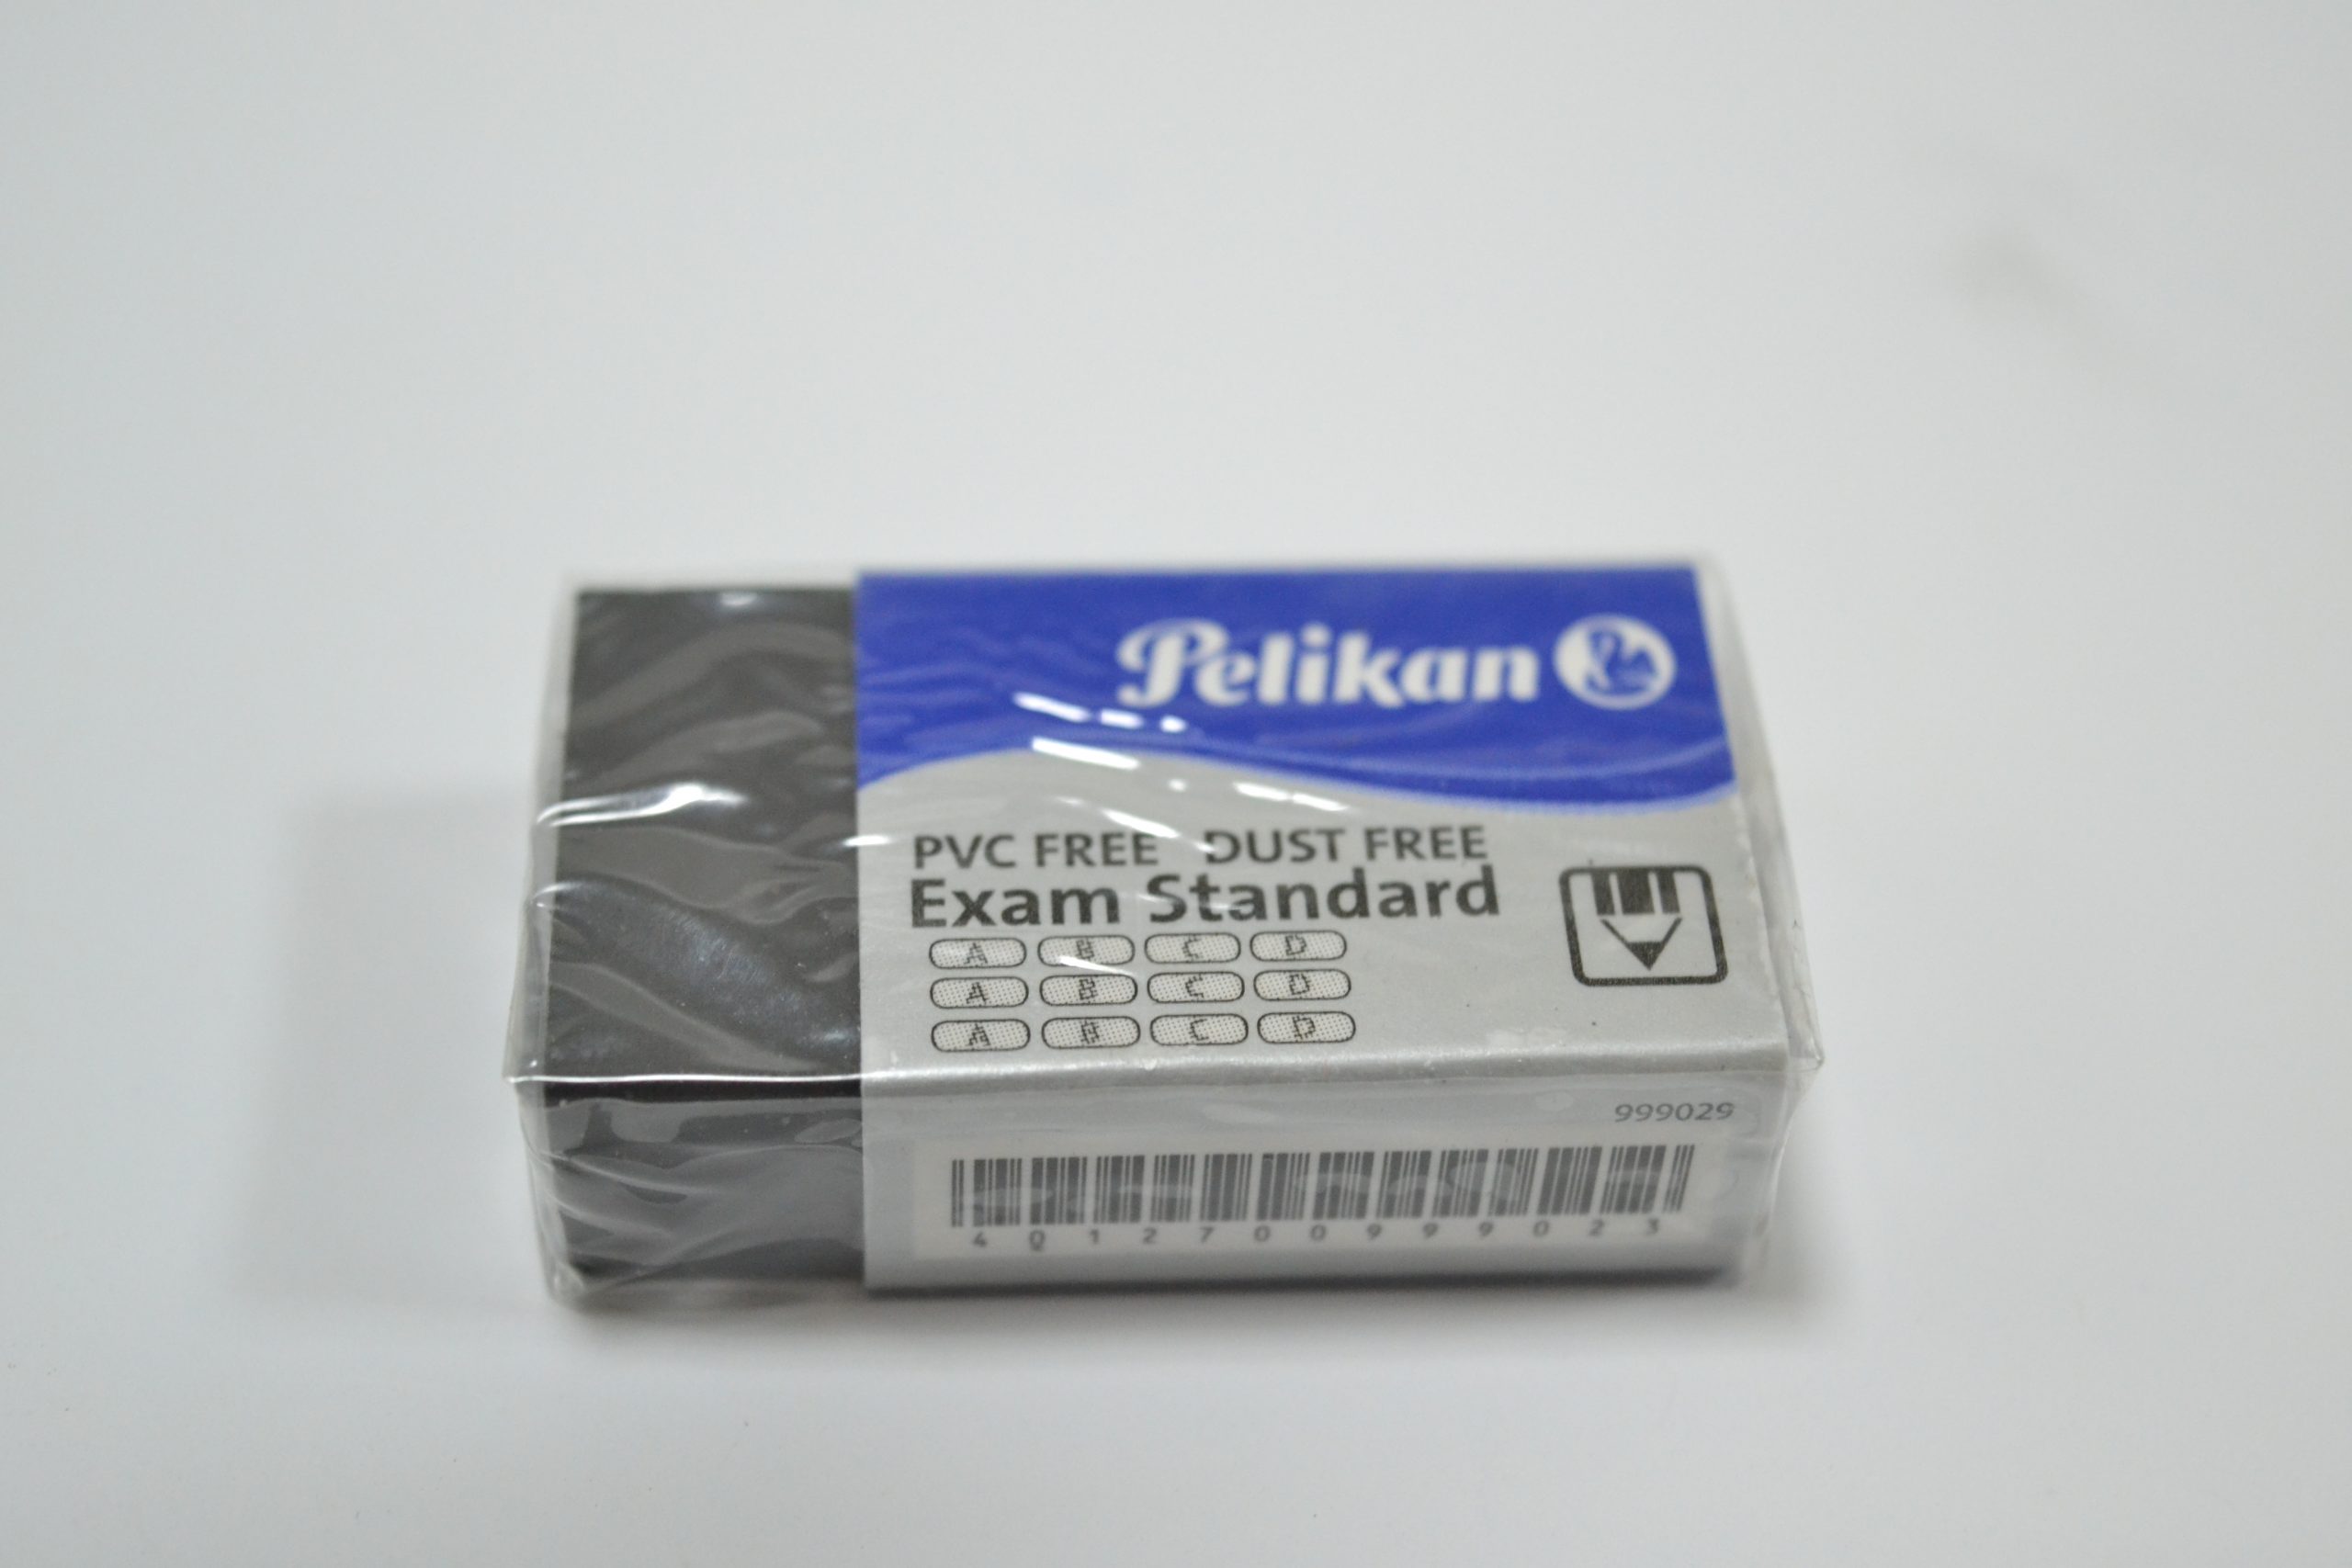 Pelikan
PVC FREE DUST FREE
Exam Standard
A B C D
A B C D
A B C D
999029
4012700999023